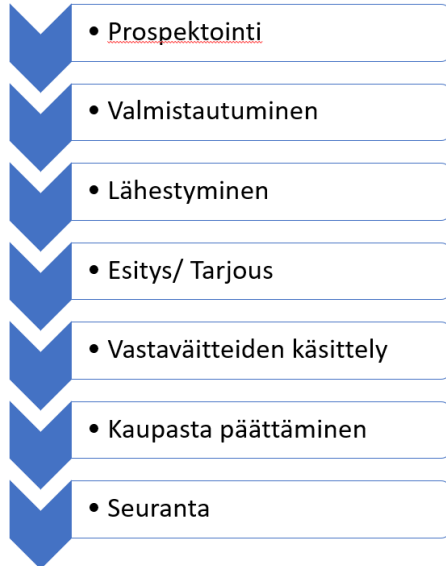 • Prospektointi
• Valmistautuminen
• Lähestyminen
• Esitys/ Tarjous
• Vastaväitteiden käsittely
• Kaupasta päättäminen
• Seuranta